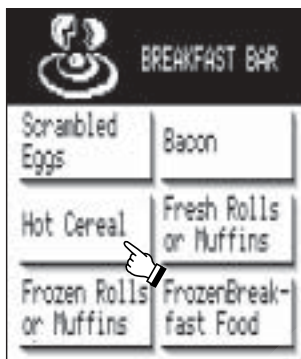 BREAKFAST BAR
Scrambled
Eggs
Bacon
Hot Cereal
Fresh Rolls
or Muffins
Frozen Rolls
or Muffins
FrozenBreak-
fast Food